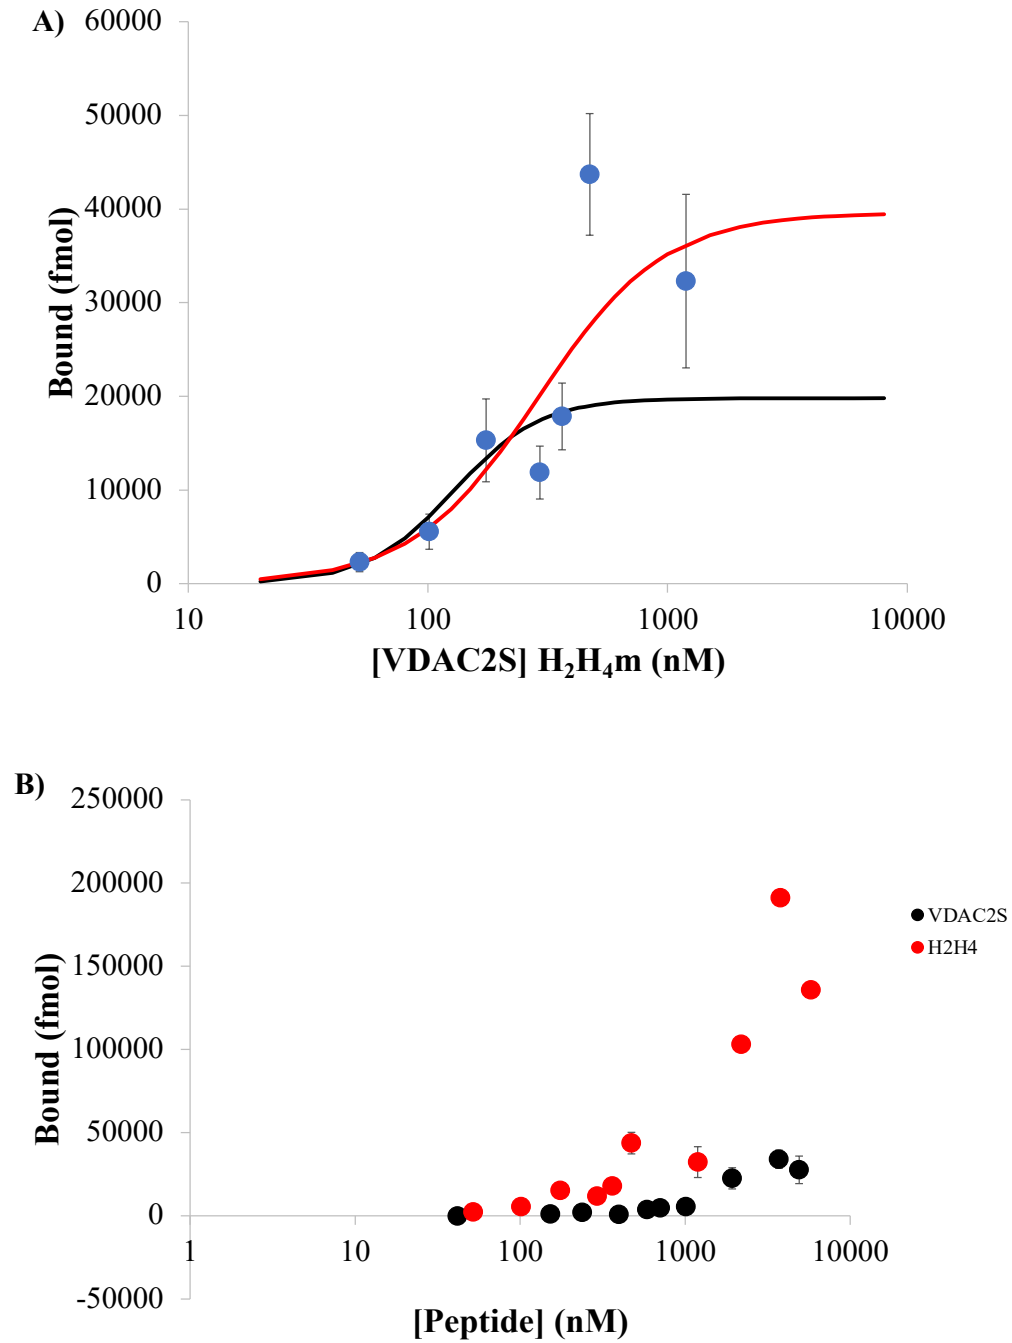 A)
60000
50000
40000
30000
20000
10000
0
Bound (fmol)
10 100 1000 10000
[VDAC2S] H₂H₄m (nM)
B)
250000
200000
150000
100000
50000
0
-50000
Bound (fmol)
1 10 100 1000 10000
[Peptide] (nM)
VDAC2S
H2H4